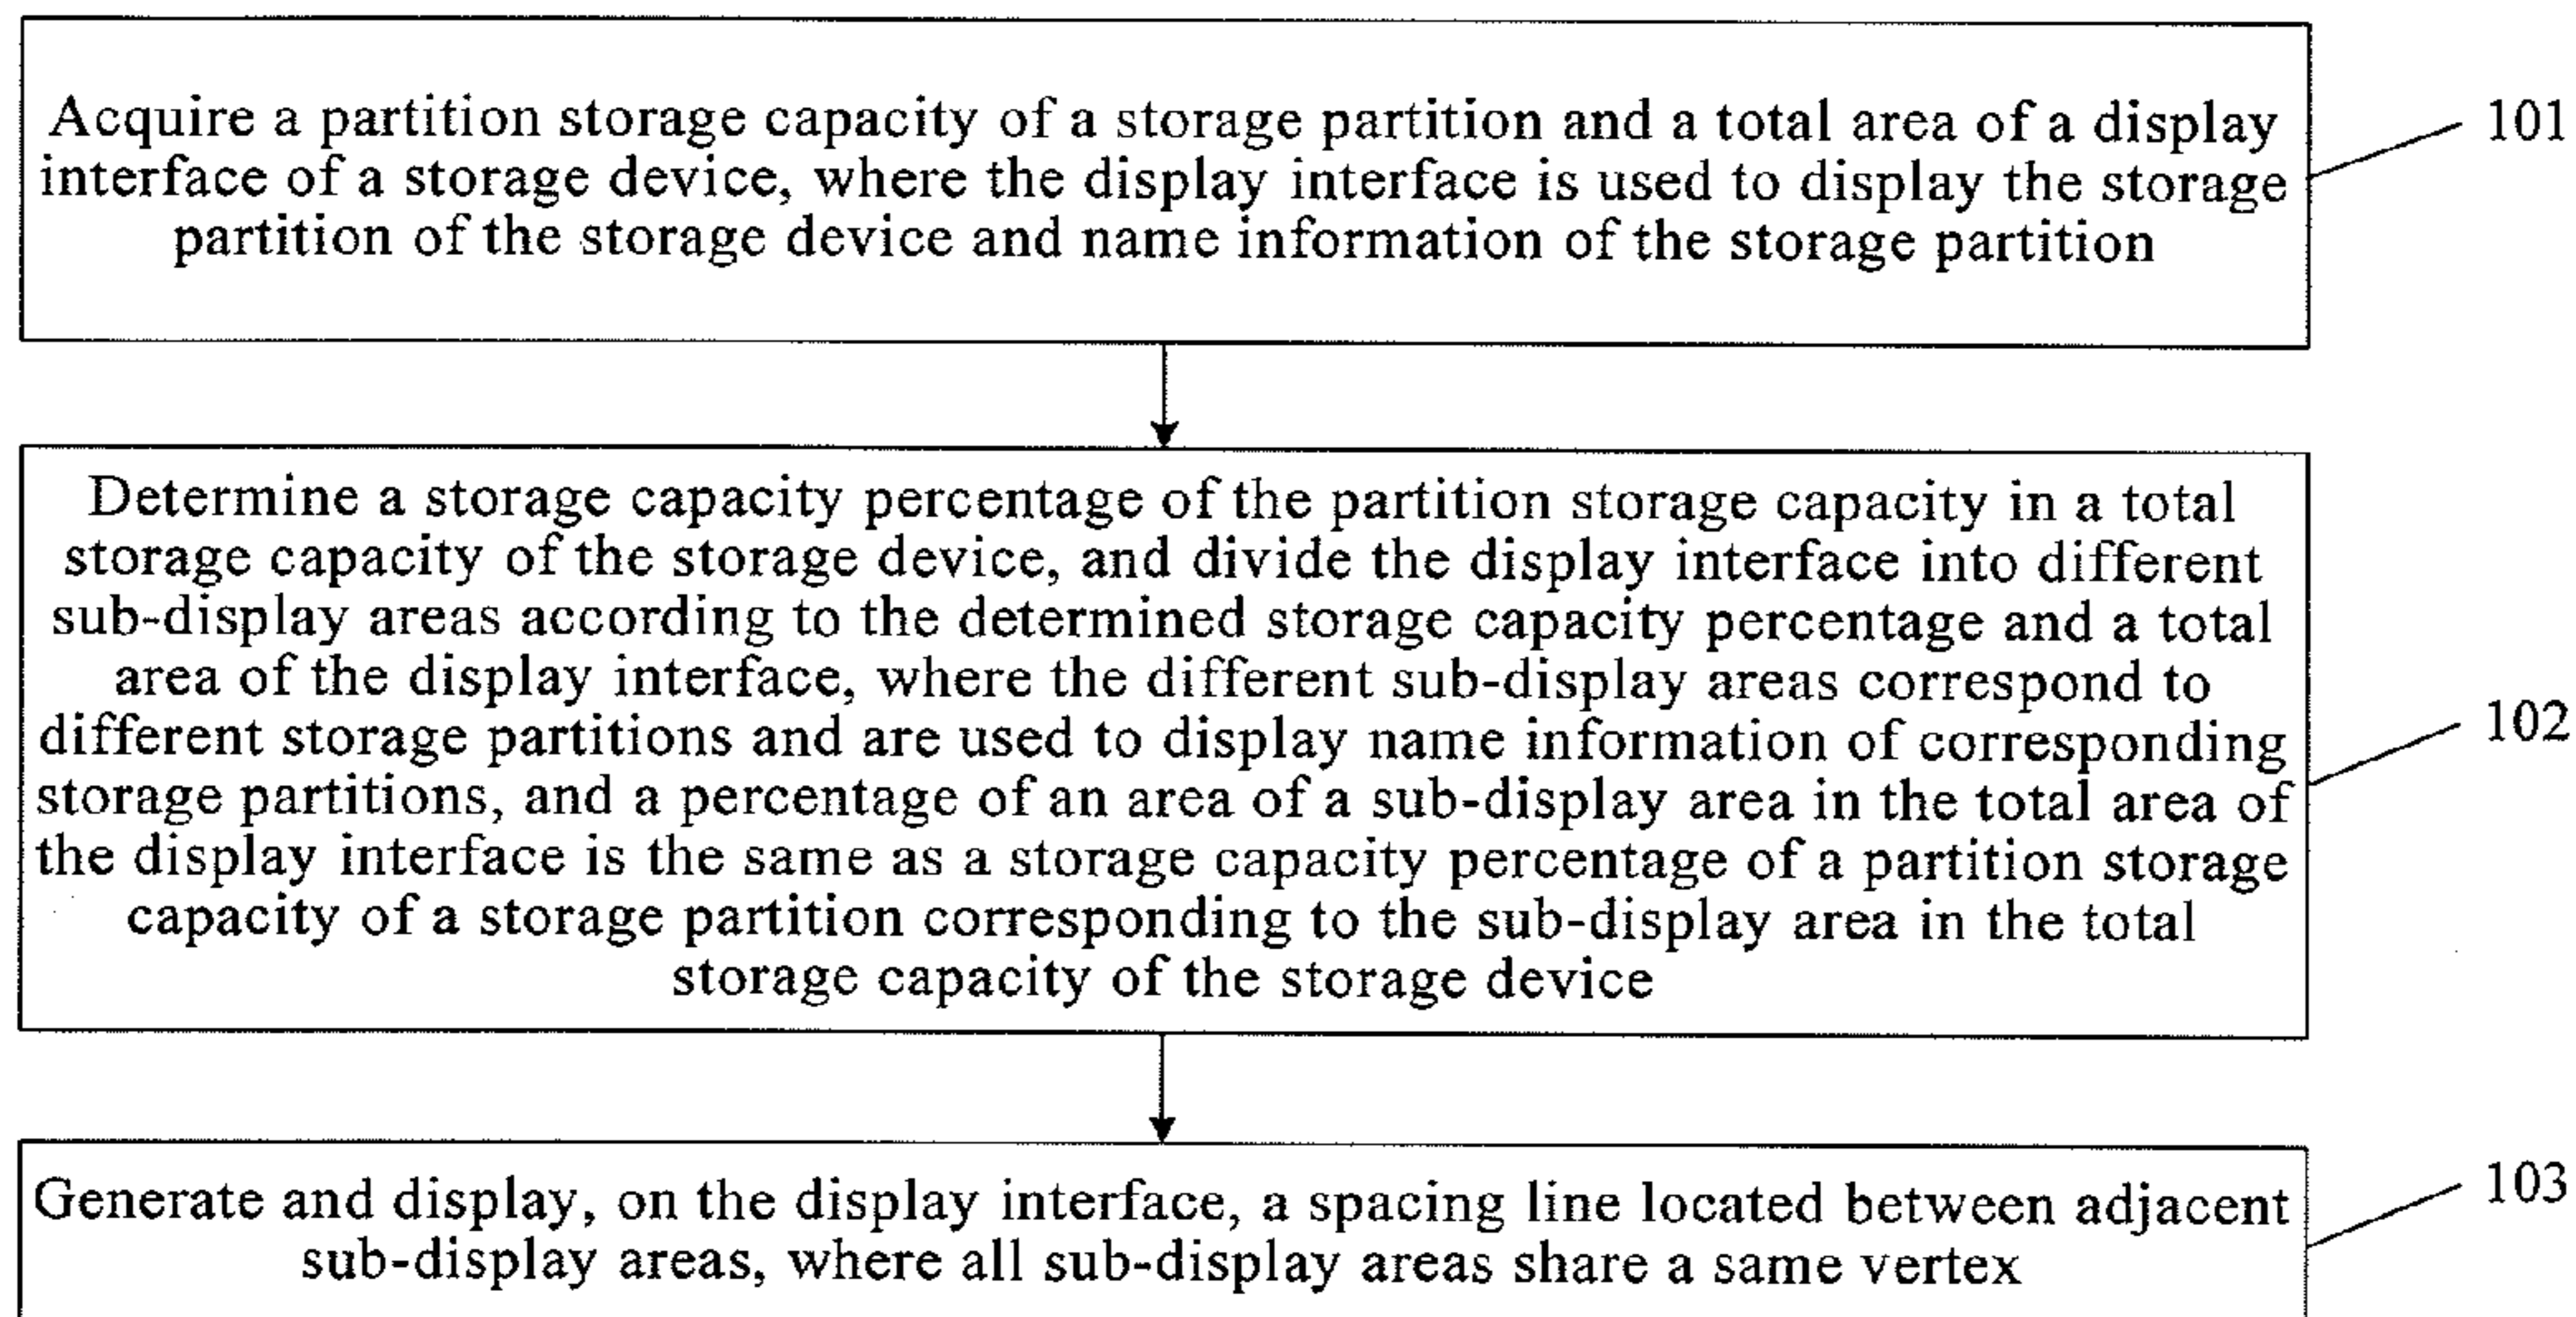 Acquire a partition storage capacity of a storage partition and a total area of a display
interface of a storage device, where the display interface is used to display the storage
partition of the storage device and name information of the storage partition
101
Determine a storage capacity percentage of the partition storage capacity in a total
storage capacity of the storage device, and divide the display interface into different
sub-display areas according to the determined storage capacity percentage and a total
area of the display interface, where the different sub-display areas correspond to
different storage partitions and are used to display name information of corresponding
storage partitions, and a percentage of an area of a sub-display area in the total area of
the display interface is the same as a storage capacity percentage of a partition storage
capacity of a storage partition corresponding to the sub-display area in the total
storage capacity of the storage device
102
Generate and display, on the display interface, a spacing line located between adjacent
sub-display areas, where all sub-display areas share a same vertex
103